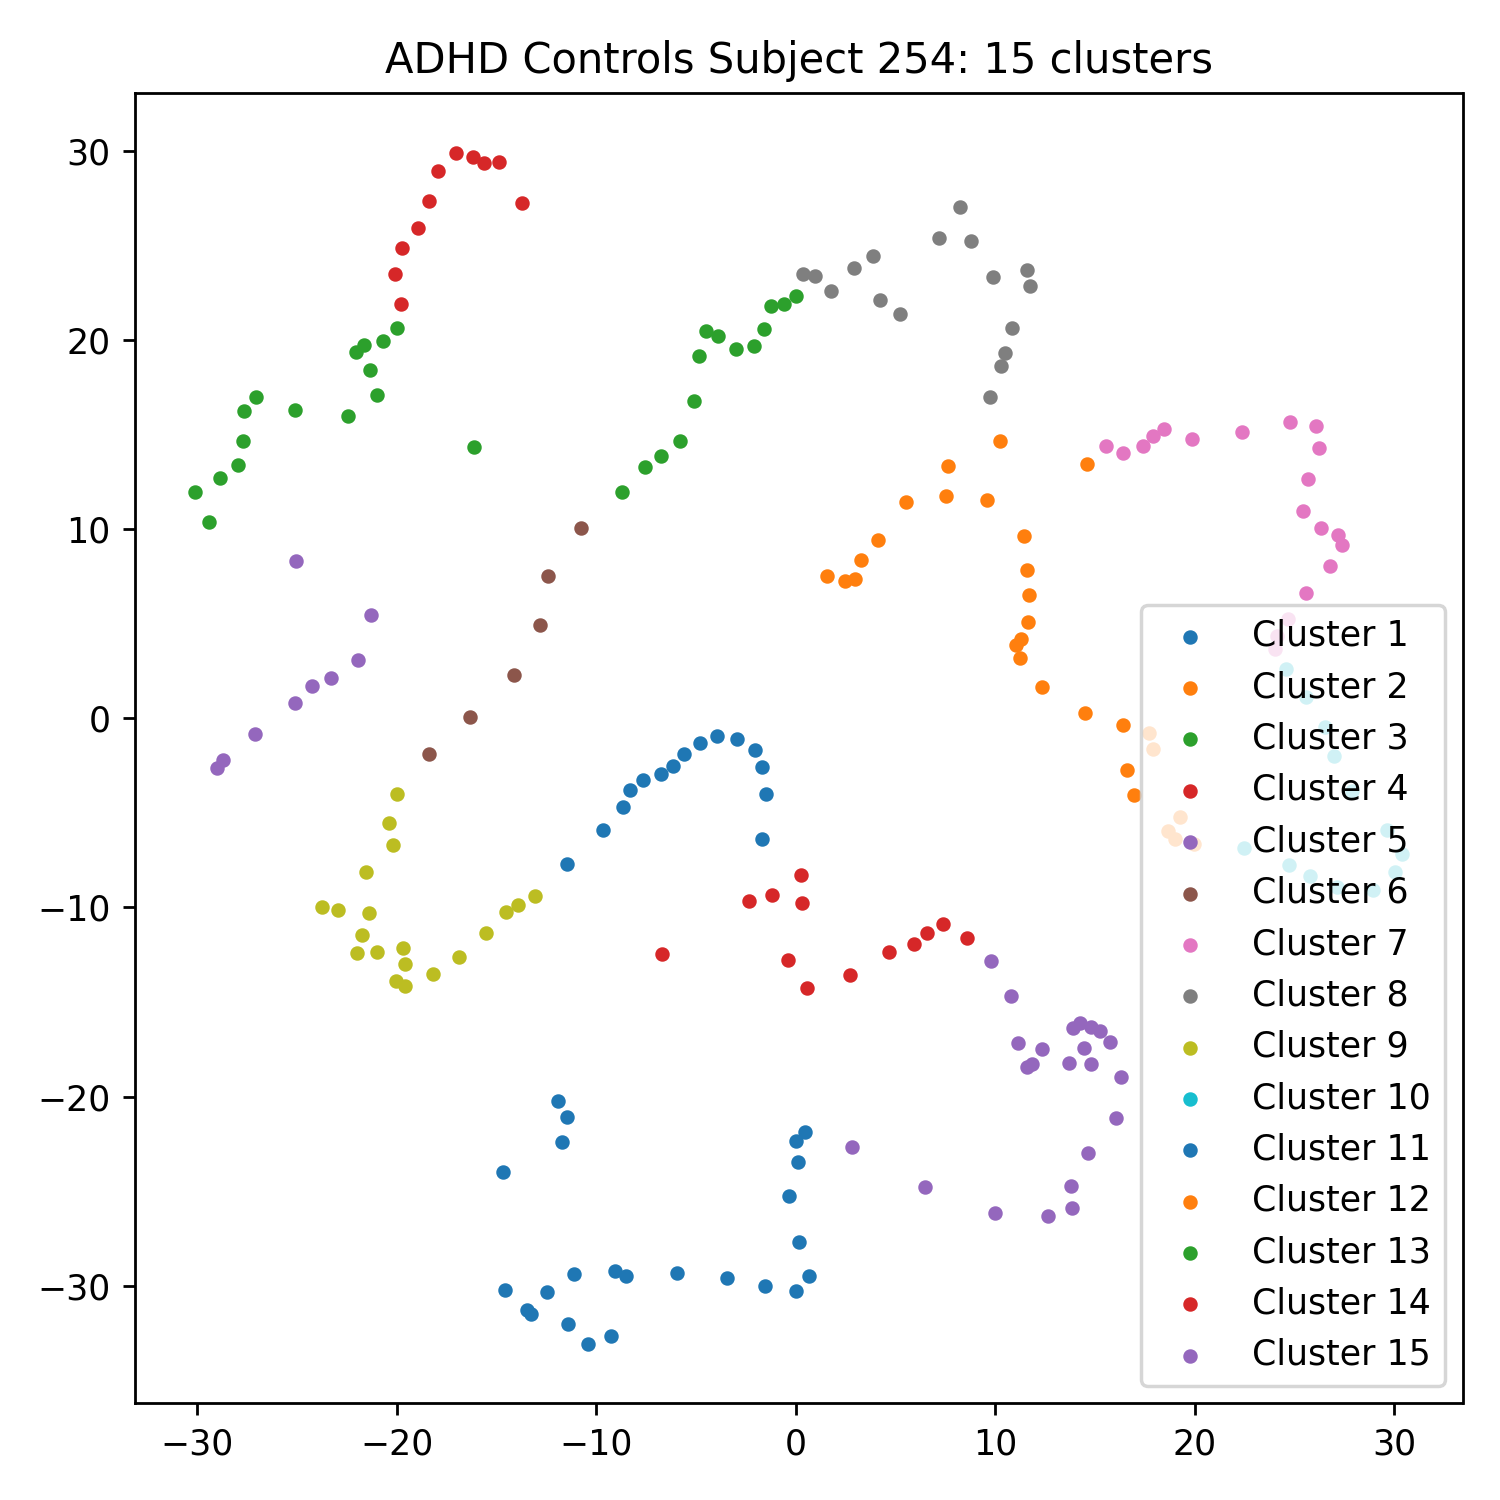 ADHD Controls Subject 254: 15 clusters
30
20
10
0
−10
−20
−30
−30 −20 −10 0 10 20 30
Cluster 1
Cluster 2
Cluster 3
Cluster 4
Cluster 5
Cluster 6
Cluster 7
Cluster 8
Cluster 9
Cluster 10
Cluster 11
Cluster 12
Cluster 13
Cluster 14
Cluster 15